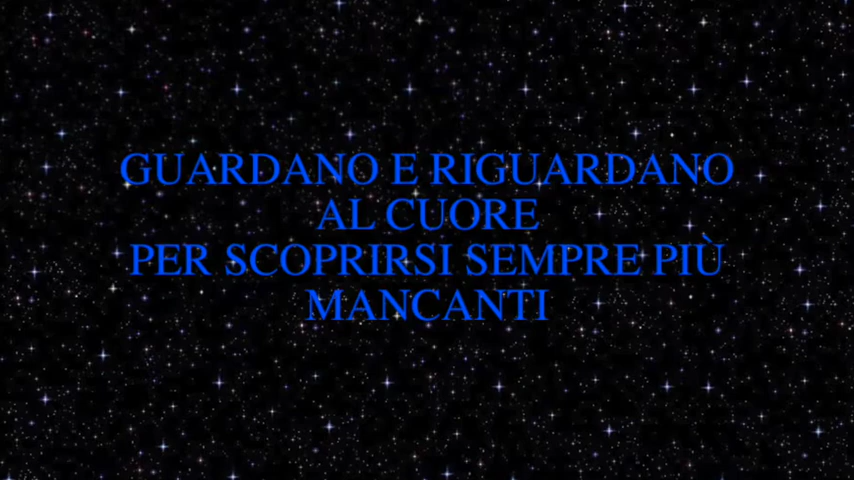 GUARDANO E RIGUARDANO
AL CUORE
PER SCOPRIRSI SEMPRE PIÙ
MANCANTI